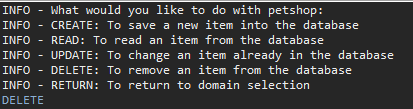 INFO - What would you like to do with petshop:
INFO - CREATE: To save a new item into the database
INFO - READ: To read an item from the database
INFO - UPDATE: To change an item already in the database
INFO - DELETE: To remove an item from the database
INFO - RETURN: To return to domain selection
DELETE